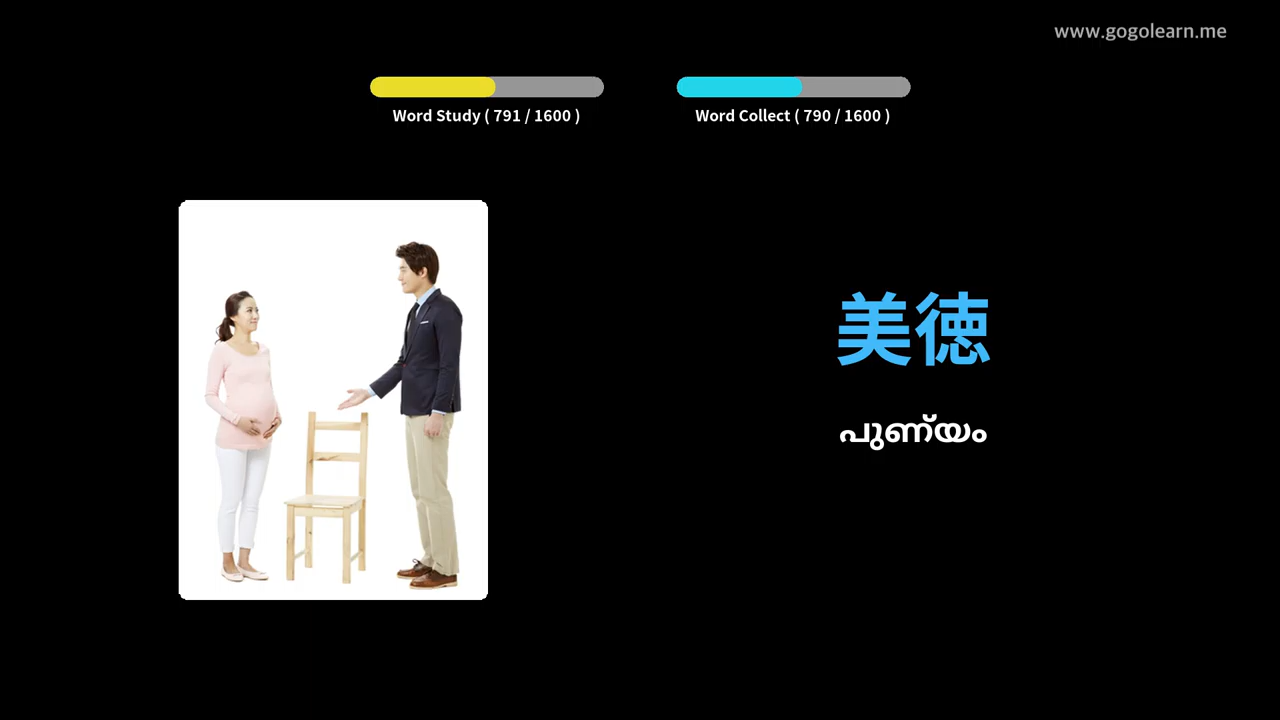 www.gogolearn.me
Word Study ( 791 / 1600 )
Word Collect ( 790 / 1600 )
美徳
പുണ്യം